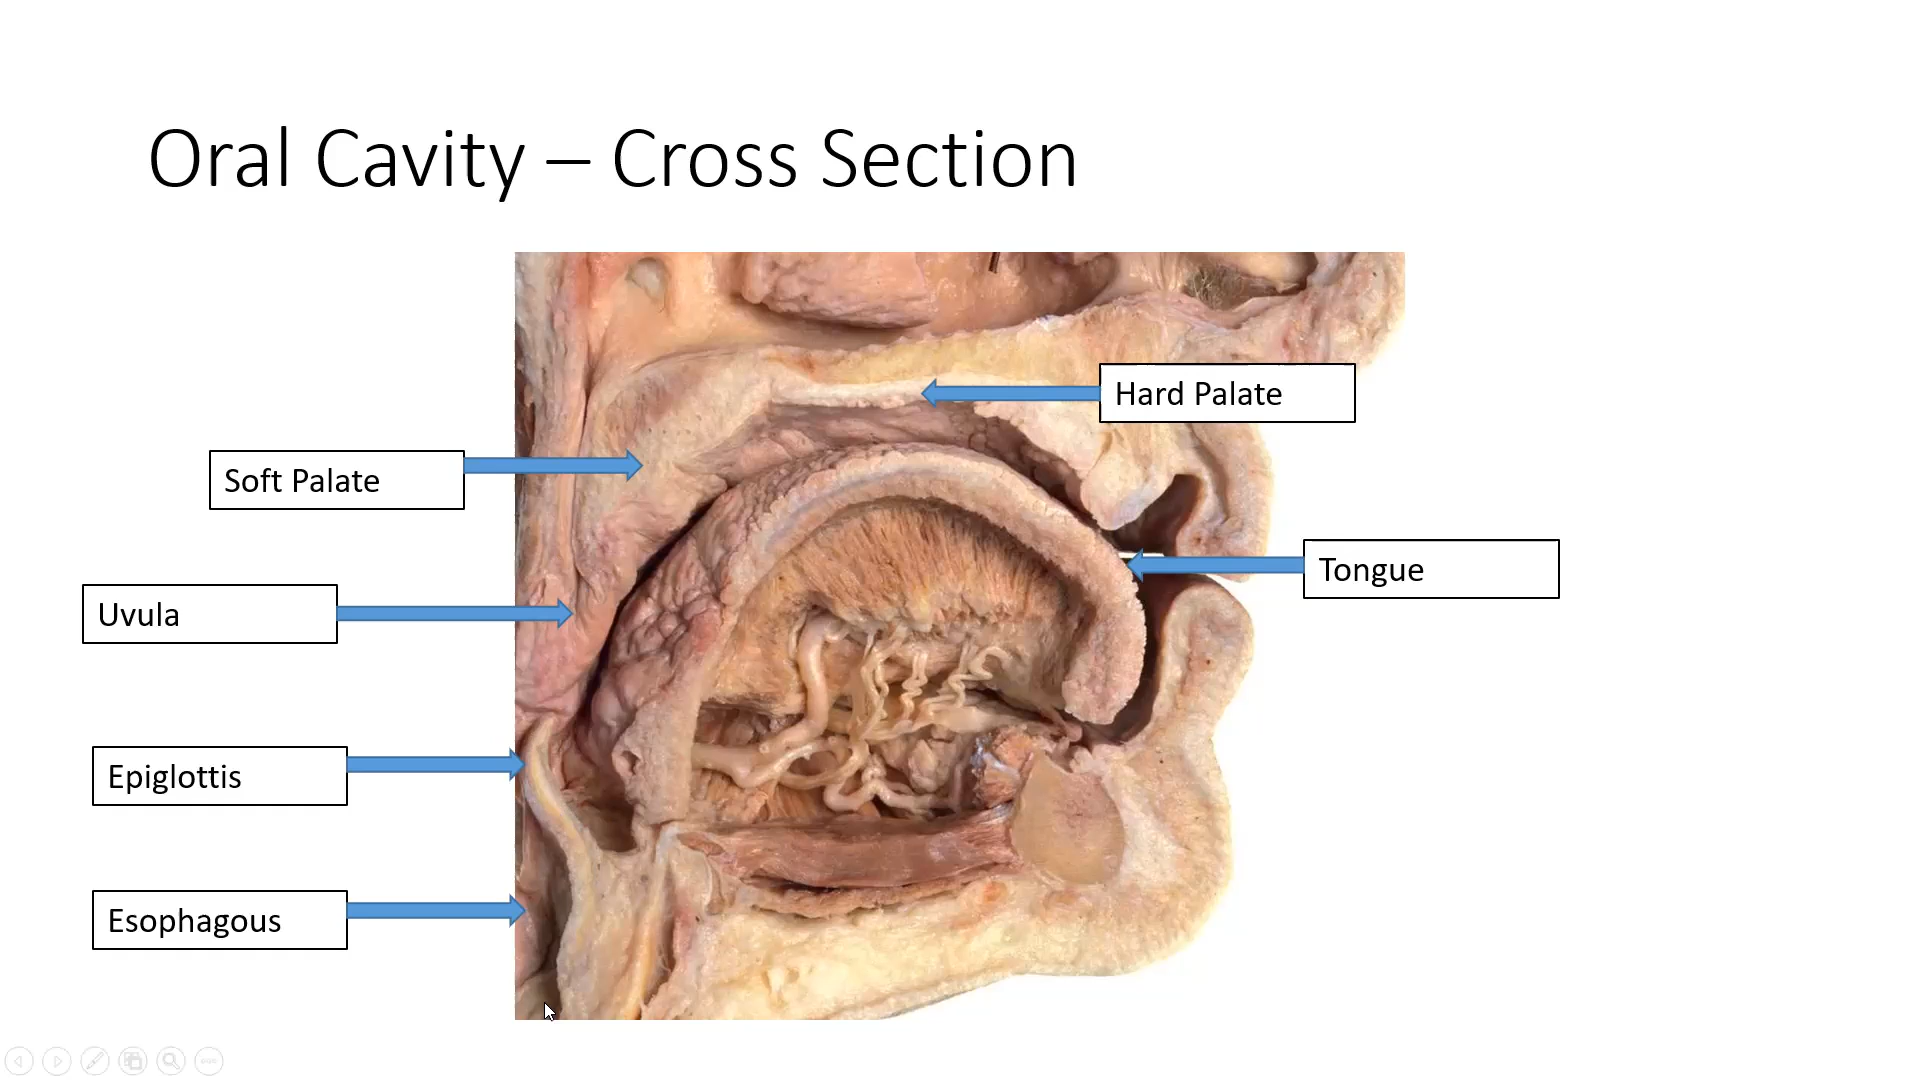 Oral Cavity – Cross Section
Hard Palate
Soft Palate
Tongue
Uvula
Epiglottis
Esophagous